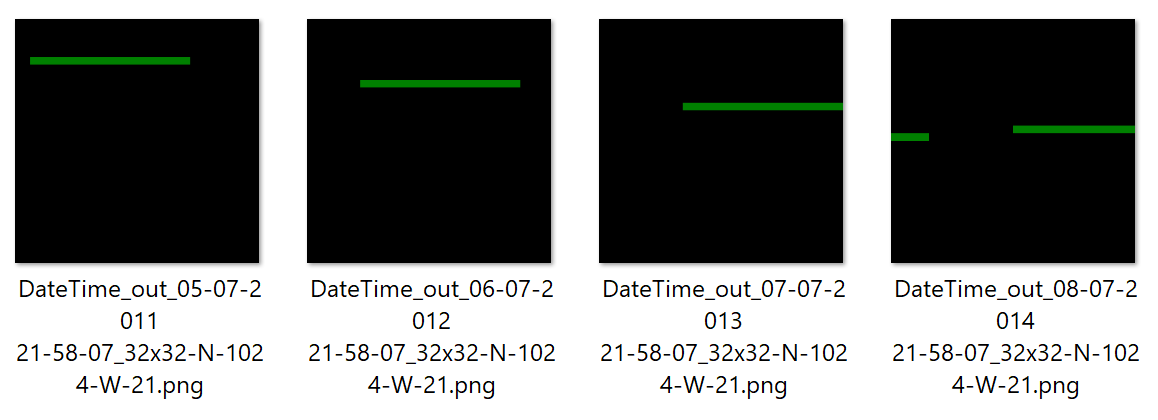 DateTime_out_05-07-2
011
21-58-07_32x32-N-102
4-W-21.png
DateTime_out_06-07-2
012
21-58-07_32x32-N-102
4-W-21.png
DateTime_out_07-07-2
013
21-58-07_32x32-N-102
4-W-21.png
DateTime_out_08-07-2
014
21-58-07_32x32-N-102
4-W-21.png